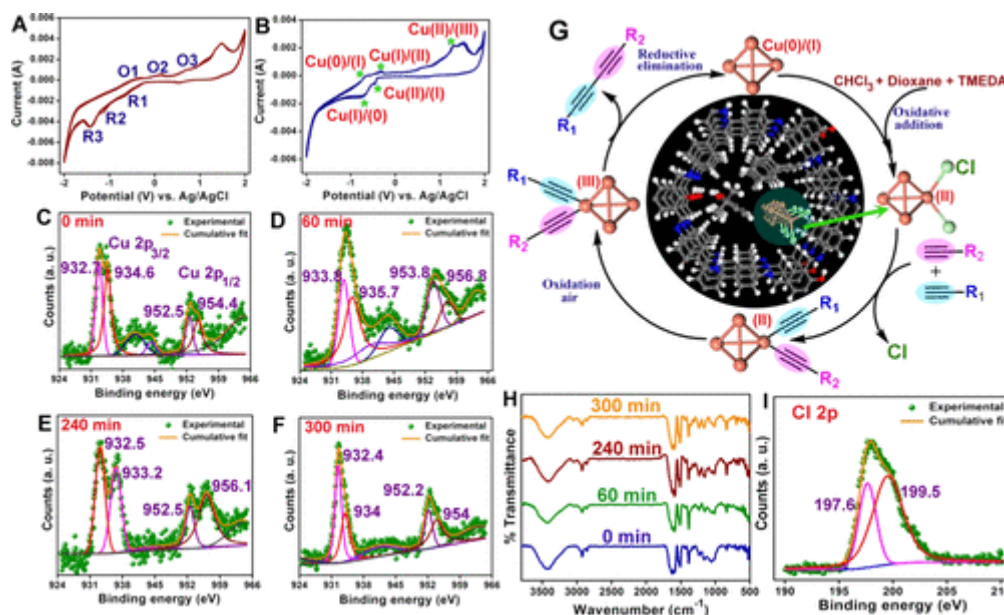 A
0.006
0.004
0.002
0.000
-0.002
-0.004
-0.006
-0.008
Current (A)
O1
O2
O3
R1
R2
R3
-2 -1 0 1 2
Potential (V) vs. Ag/AgCl
B
0.006
0.004
0.002
0.000
-0.002
-0.004
-0.006
Current (A)
Cu(II)/(III)
Cu(0)/(I)
Cu(I)/(II)
Cu(II)/(I)
Cu(I)/(0)
-2 -1 0 1 2
Potential (V) vs. Ag/AgCl
C
0 min
Experimental
Cumulative fit
Cu 2p3/2
932.7
934.6
Cu 2p1/2
952.5
954.4
Counts (a. u.)
924 931 938 945 952 959 966
Binding energy (eV)
D
60 min
Experimental
Cumulative fit
933.8
935.7
953.8
956.8
Counts (a. u.)
924 931 938 945 952 959 966
Binding energy (eV)
E
240 min
Experimental
Cumulative fit
932.5
933.2
952.5
956.1
Counts (a. u.)
924 931 938 945 952 959 966
Binding energy (eV)
F
300 min
Experimental
Cumulative fit
932.4
934
952.2
954
Counts (a. u.)
924 931 938 945 952 959 966
Binding energy (eV)
G
R2
R1
Reductive
elimination
Cu(0)/(I)
CHCl3 + Dioxane + TMEDA
Oxidative
addition
Cl
(II)
R2
+
R1
Cl
(II)
R1
R2
Oxidation
air
R1
(III)
R2
H
300 min
240 min
60 min
0 min
% Transmittance
3500 3000 2500 2000 1500 1000 500
Wavenumber (cm-1)
I
Cl 2p
Experimental
Cumulative fit
197.6
199.5
Counts (a. u.)
190 195 200 205
Binding energy (eV)